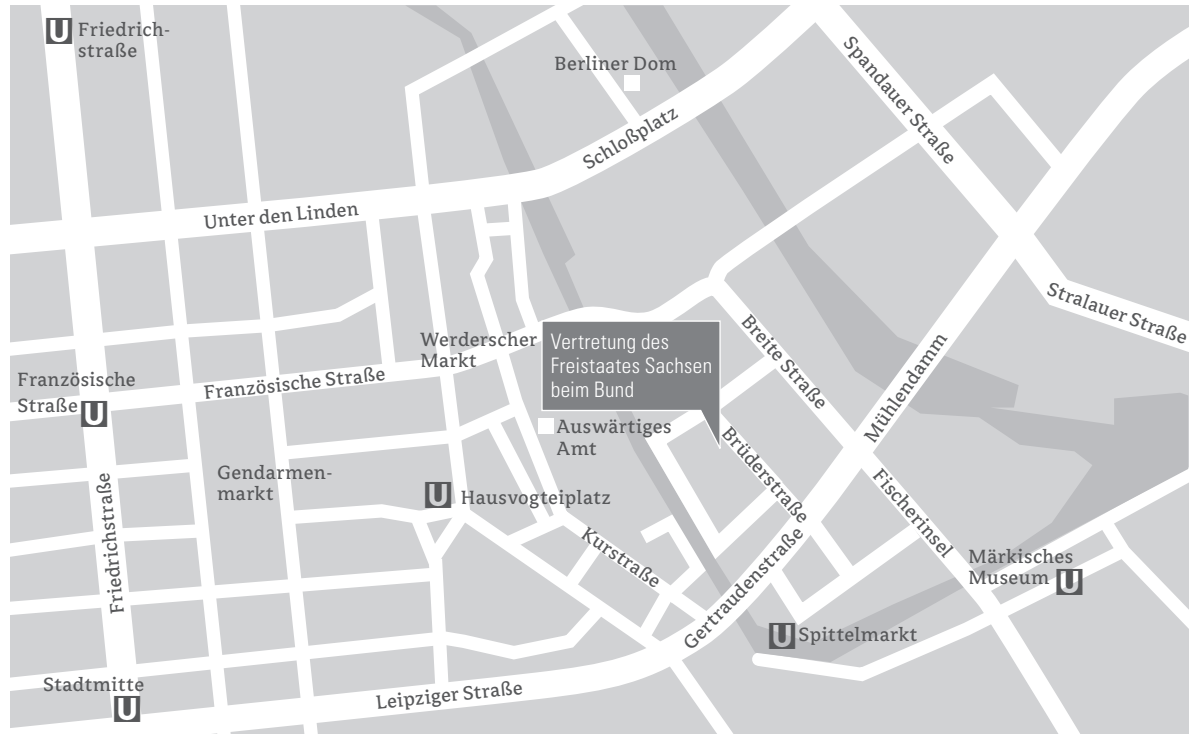 U Friedrich-
straße
Berliner Dom
Spandauer Straße
Schloßplatz
Unter den Linden
Stralauer Straße
Werderscher
Markt
Vertretung des
Freistaates Sachsen
beim Bund
Breite Straße
Mühlendamm
Französische
Straße U
Französische Straße
Auswärtiges
Amt
Brüderstraße
Gendarmen-
markt
U Hausvogteiplatz
Fischerinsel
Friedrichstraße
Kurstraße
Gertraudenstraße
Märkisches
Museum U
U Spittelmarkt
Stadtmitte
U
Leipziger Straße